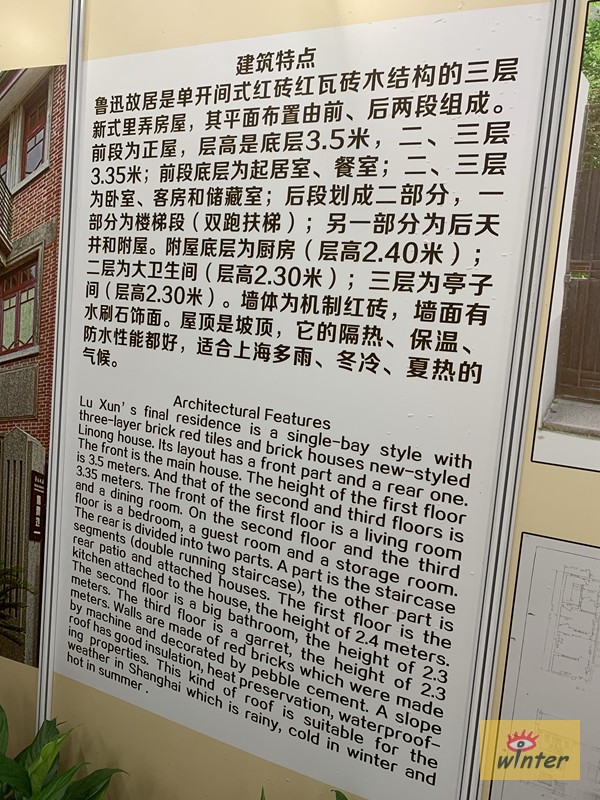 建筑特点
鲁迅故居是单开间式红砖红瓦砖木结构的三层
新式里弄房屋，其平面布置由前、后两段组成。
前段为正屋，层高是底层3.5米，二、三层
3.35米；前段底层为起居室、餐室；二、三层
为卧室、客房和储藏室；后段划成二部分，一
部分为楼梯段（双跑扶梯）；另一部分为后天
井和附屋。附屋底层为厨房（层高2.40米）；
二层为大卫生间（层高2.30米）；三层为亭子
间（层高2.30米）。墙体为机制红砖，墙面有
水刷石饰面。屋顶是坡顶，它的隔热、保温、
防水性能都好，适合上海多雨、冬冷、夏热的
气候。
Architectural Features
Lu Xun's final residence is a single-bay style with
three-layer brick red tiles and brick houses new-styled
Linong house. Its layout has a front part and a rear one.
The front is the main house. The height of the first floor
is 3.5 meters. And that of the second and third floors is
3.35 meters. The front of the first floor is a living room
and a dining room. On the second floor and the third
floor is a bedroom, a guest room and a storage room.
The rear is divided into two parts. A part is the staircase
segments (double running staircase), the other part is
rear patio and attached houses. The first floor is the
kitchen attached to the house, the height of 2.4 meters.
The second floor is a big bathroom, the height of 2.3
meters. The third floor is a garret, the height of 2.3
meters. Walls are made of red bricks which were made
by machine and decorated by pebble cement. A slope
roof has good insulation, heat preservation, waterproof-
ing properties. This kind of roof is suitable for the
weather in Shanghai which is rainy, cold in winter and
hot in summer .
winter